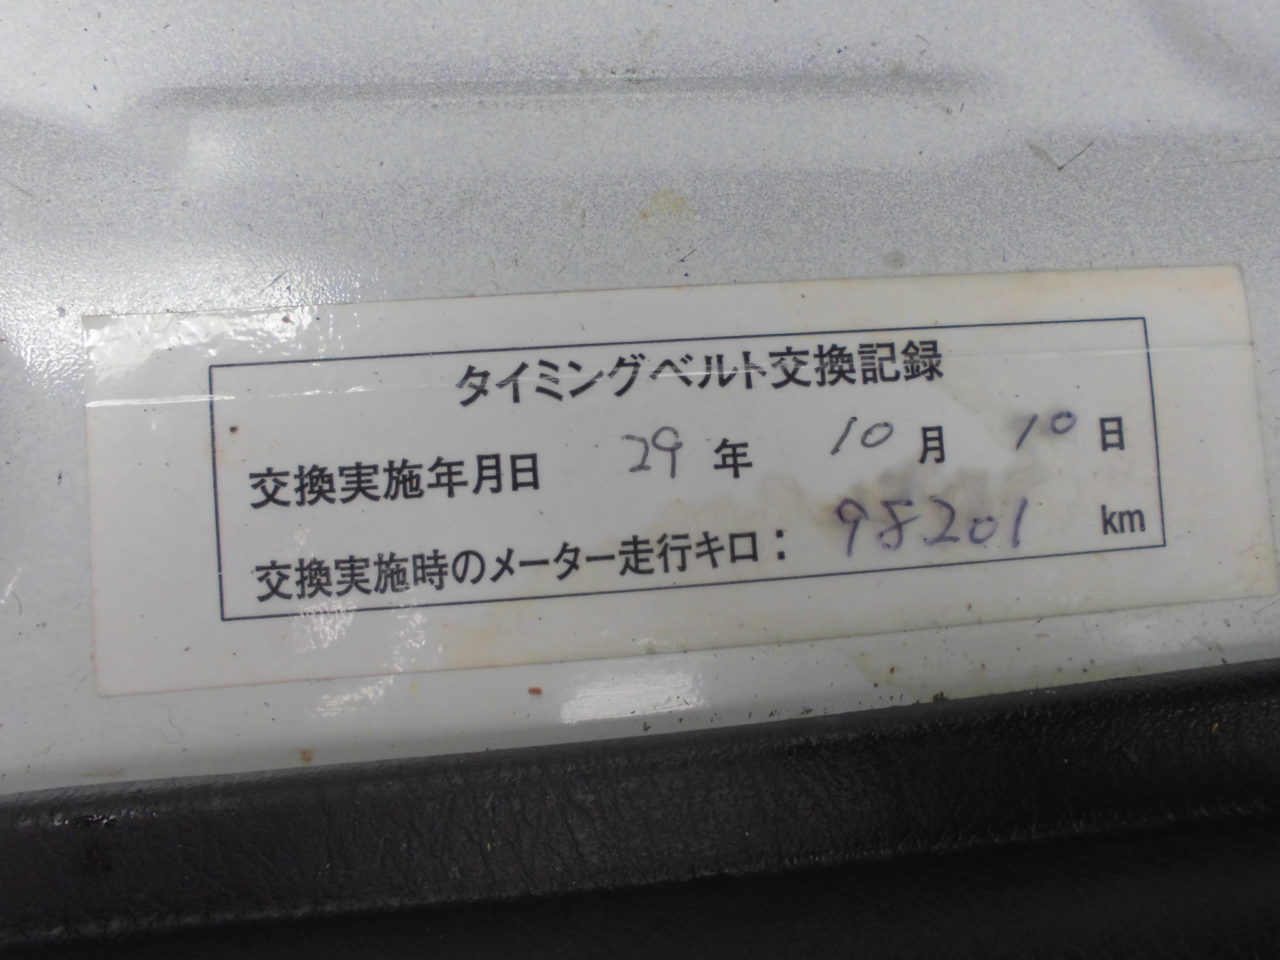 タイミングベルト交換記録
交換実施年月日 29 年 10 月 10 日
交換実施時のメーター走行キロ： 98201 km